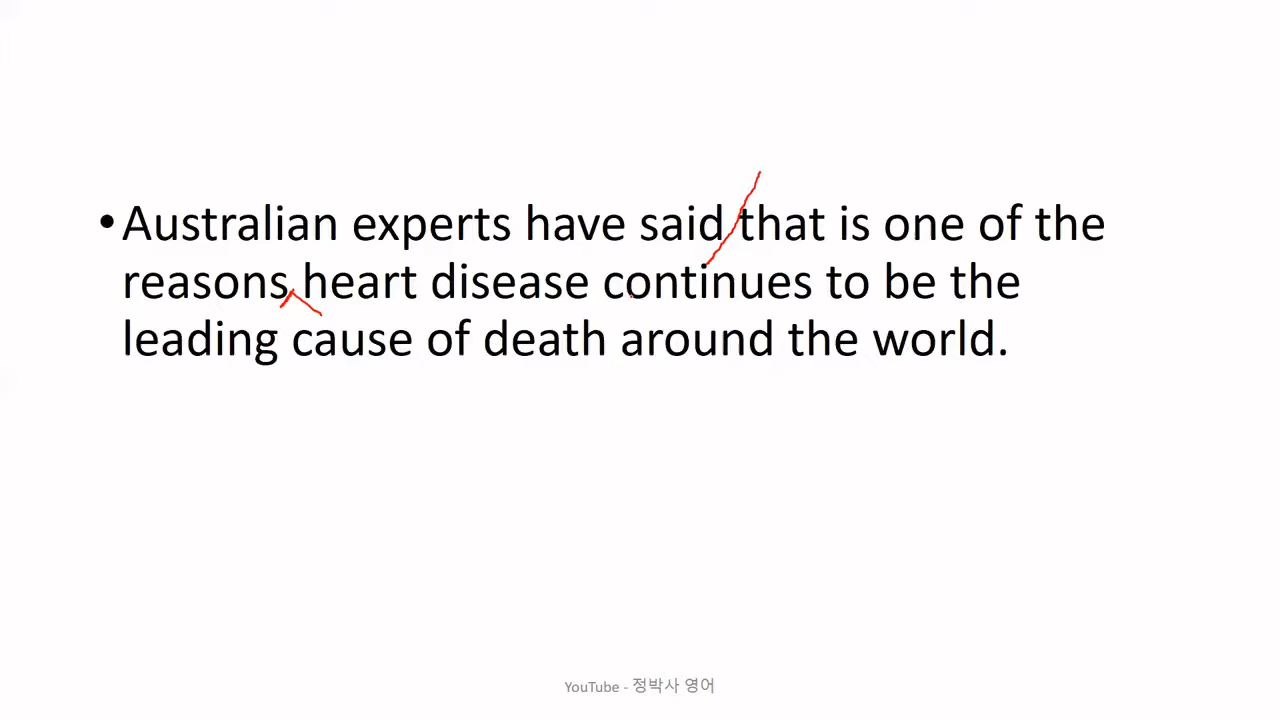 •Australian experts have said that is one of the
reasons heart disease continues to be the
leading cause of death around the world.
YouTube - 정박사 영어